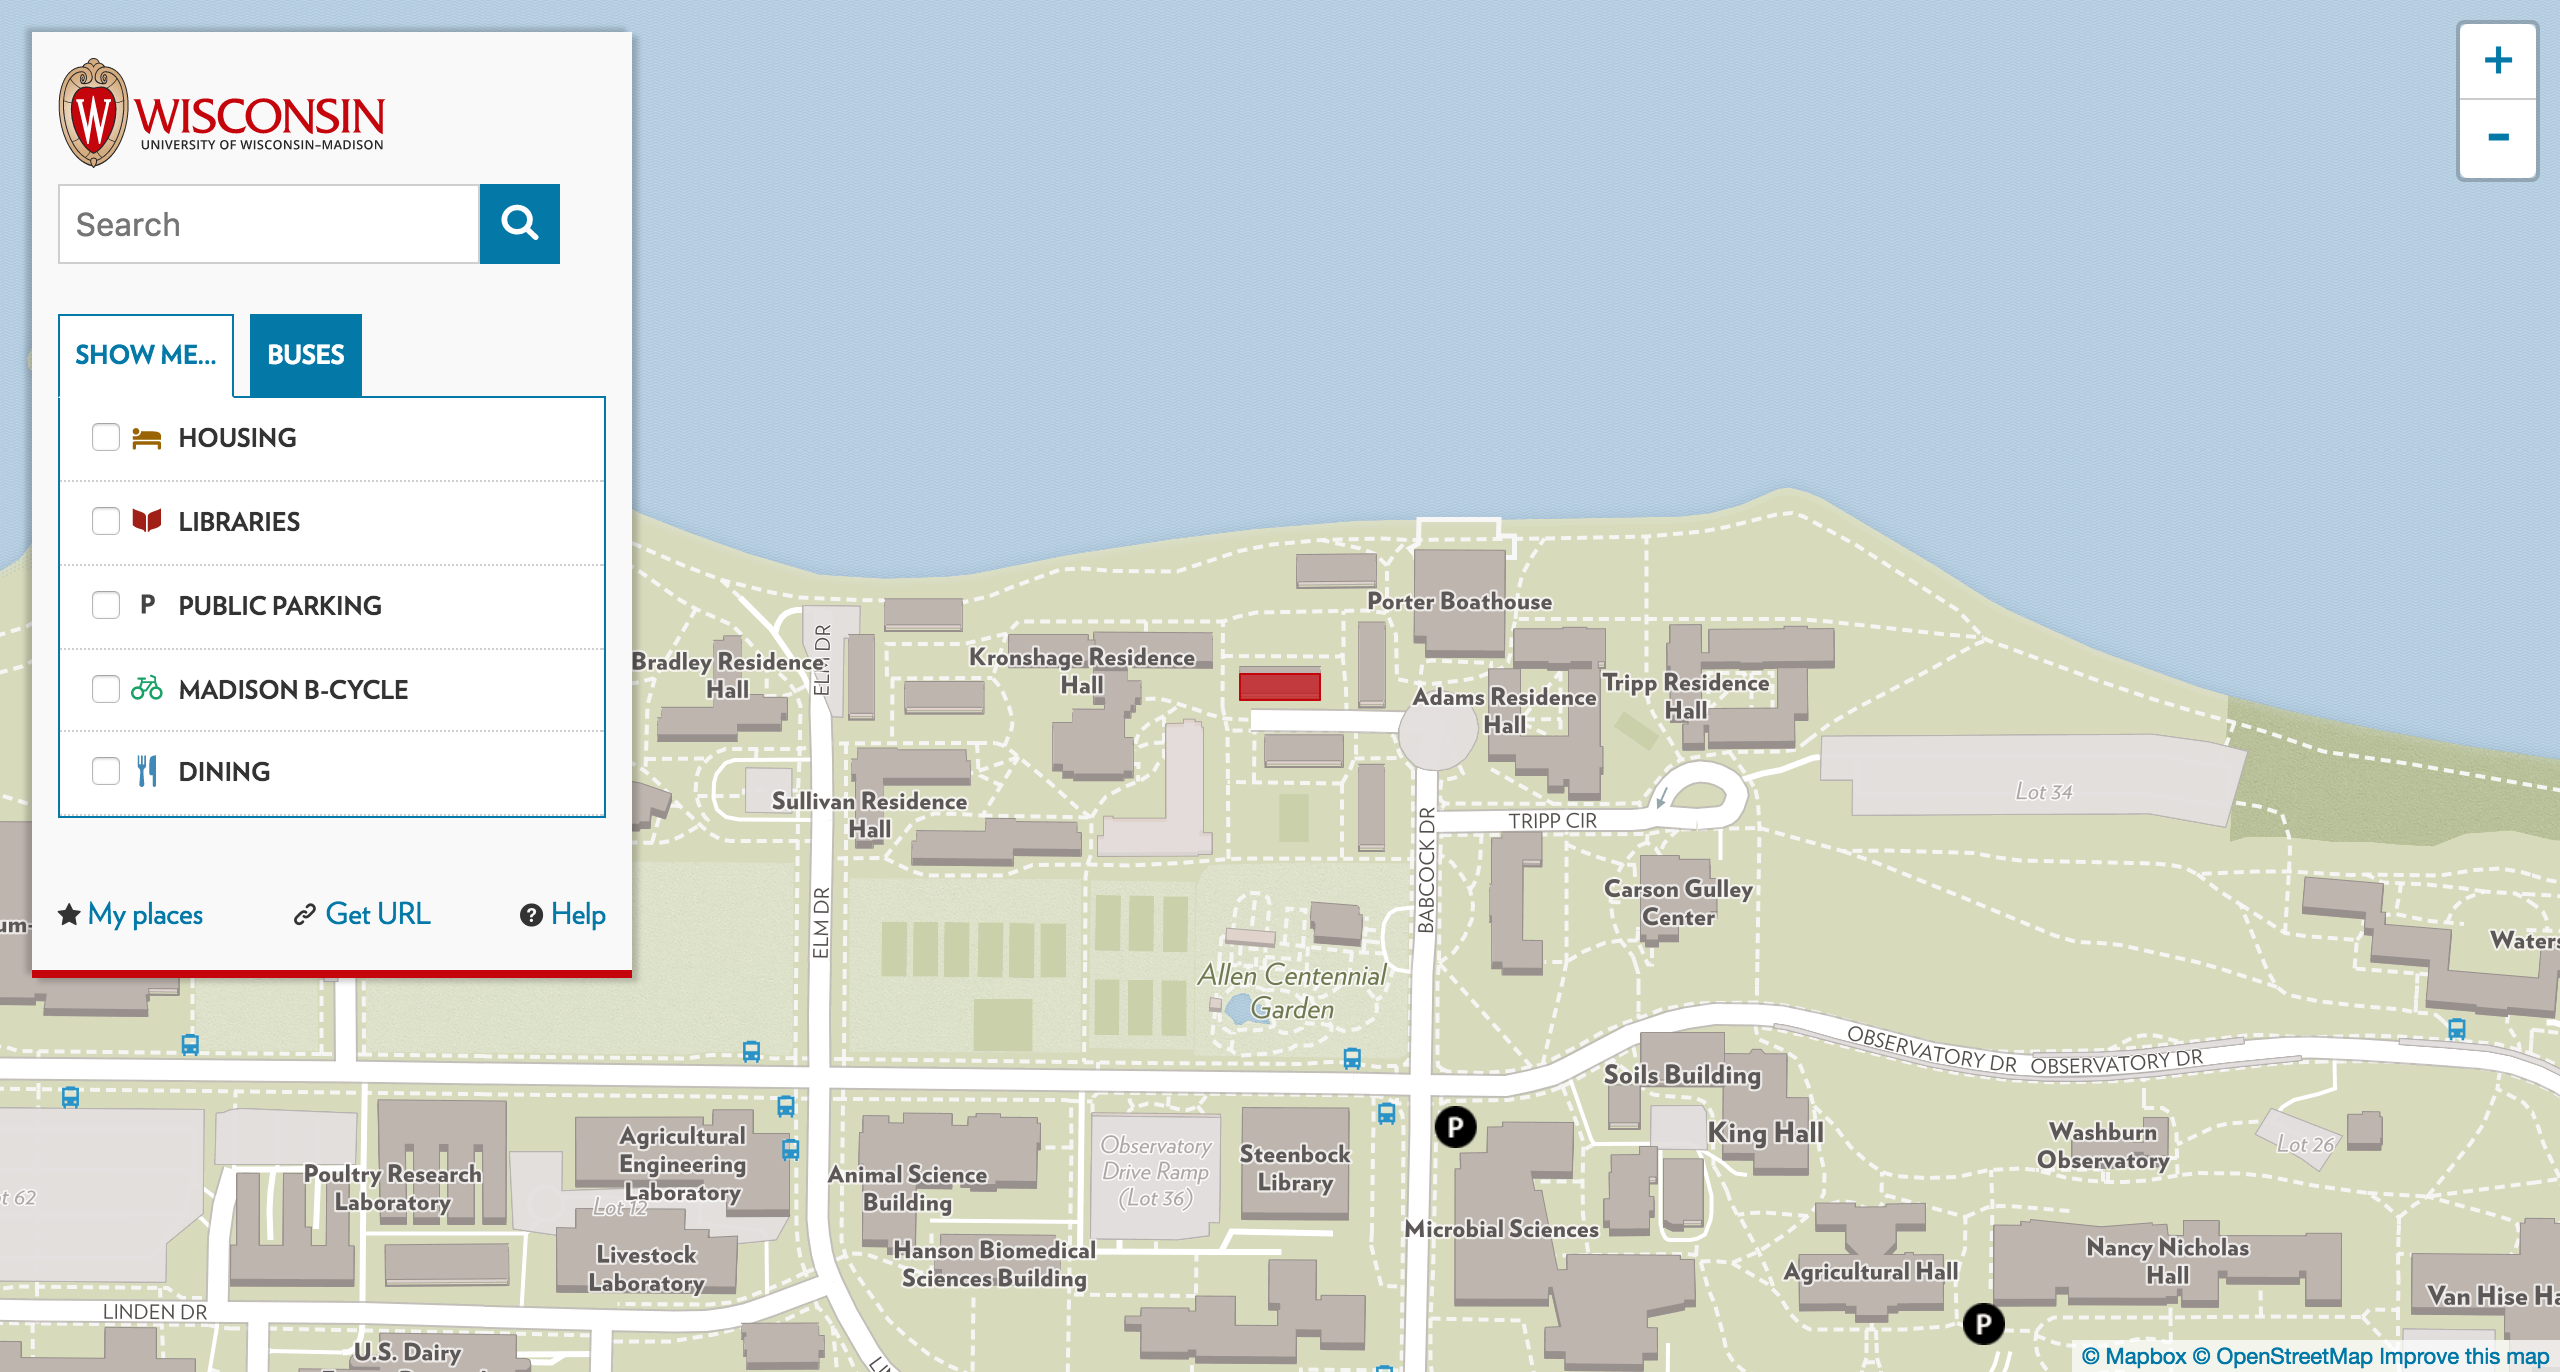 WISCONSIN
UNIVERSITY OF WISCONSIN–MADISON
Search
SHOW ME...
BUSES
HOUSING
LIBRARIES
P PUBLIC PARKING
MADISON B-CYCLE
DINING
My places
Get URL
Help
+
-
Porter Boathouse
ELM DR
Bradley Residence
Hall
Kronshage Residence
Hall
Adams Residence
Hall
Tripp Residence
Hall
Lot 34
Sullivan Residence
Hall
TRIPP CIR
BABCOCK DR
ELM DR
Carson Gulley
Center
Waters
um-
Allen Centennial
Garden
OBSERVATORY DR
OBSERVATORY DR
Soils Building
P
King Hall
Agricultural
Engineering
Laboratory
Lot 12
Observatory
Drive Ramp
(Lot 36)
Steenbock
Library
Washburn
Observatory
Lot 26
Poultry Research
Laboratory
Animal Science
Building
t 62
Microbial Sciences
Hanson Biomedical
Sciences Building
Livestock
Laboratory
Agricultural Hall
Nancy Nicholas
Hall
Van Hise Ha
LINDEN DR
P
U.S. Dairy
LI
© Mapbox © OpenStreetMap Improve this map